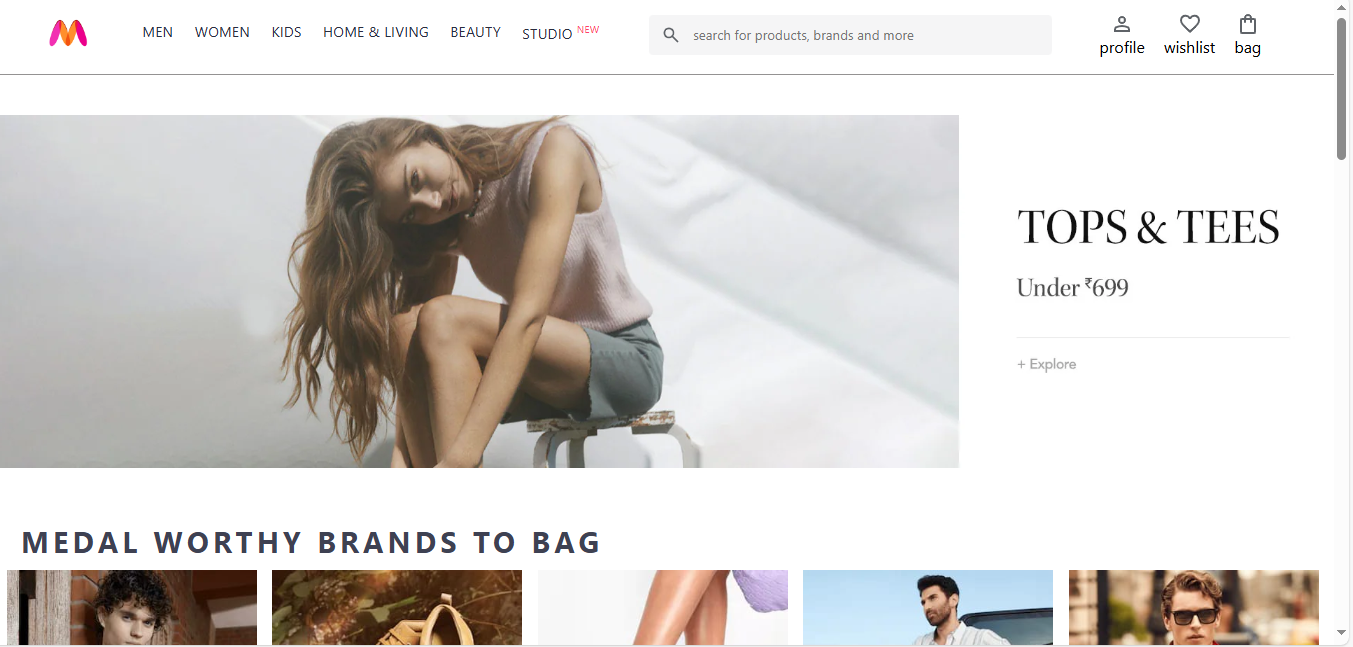 MEN WOMEN KIDS HOME & LIVING BEAUTY STUDIO NEW
search for products, brands and more
profile wishlist bag
TOPS & TEES
Under ₹699
+ Explore
MEDAL WORTHY BRANDS TO BAG